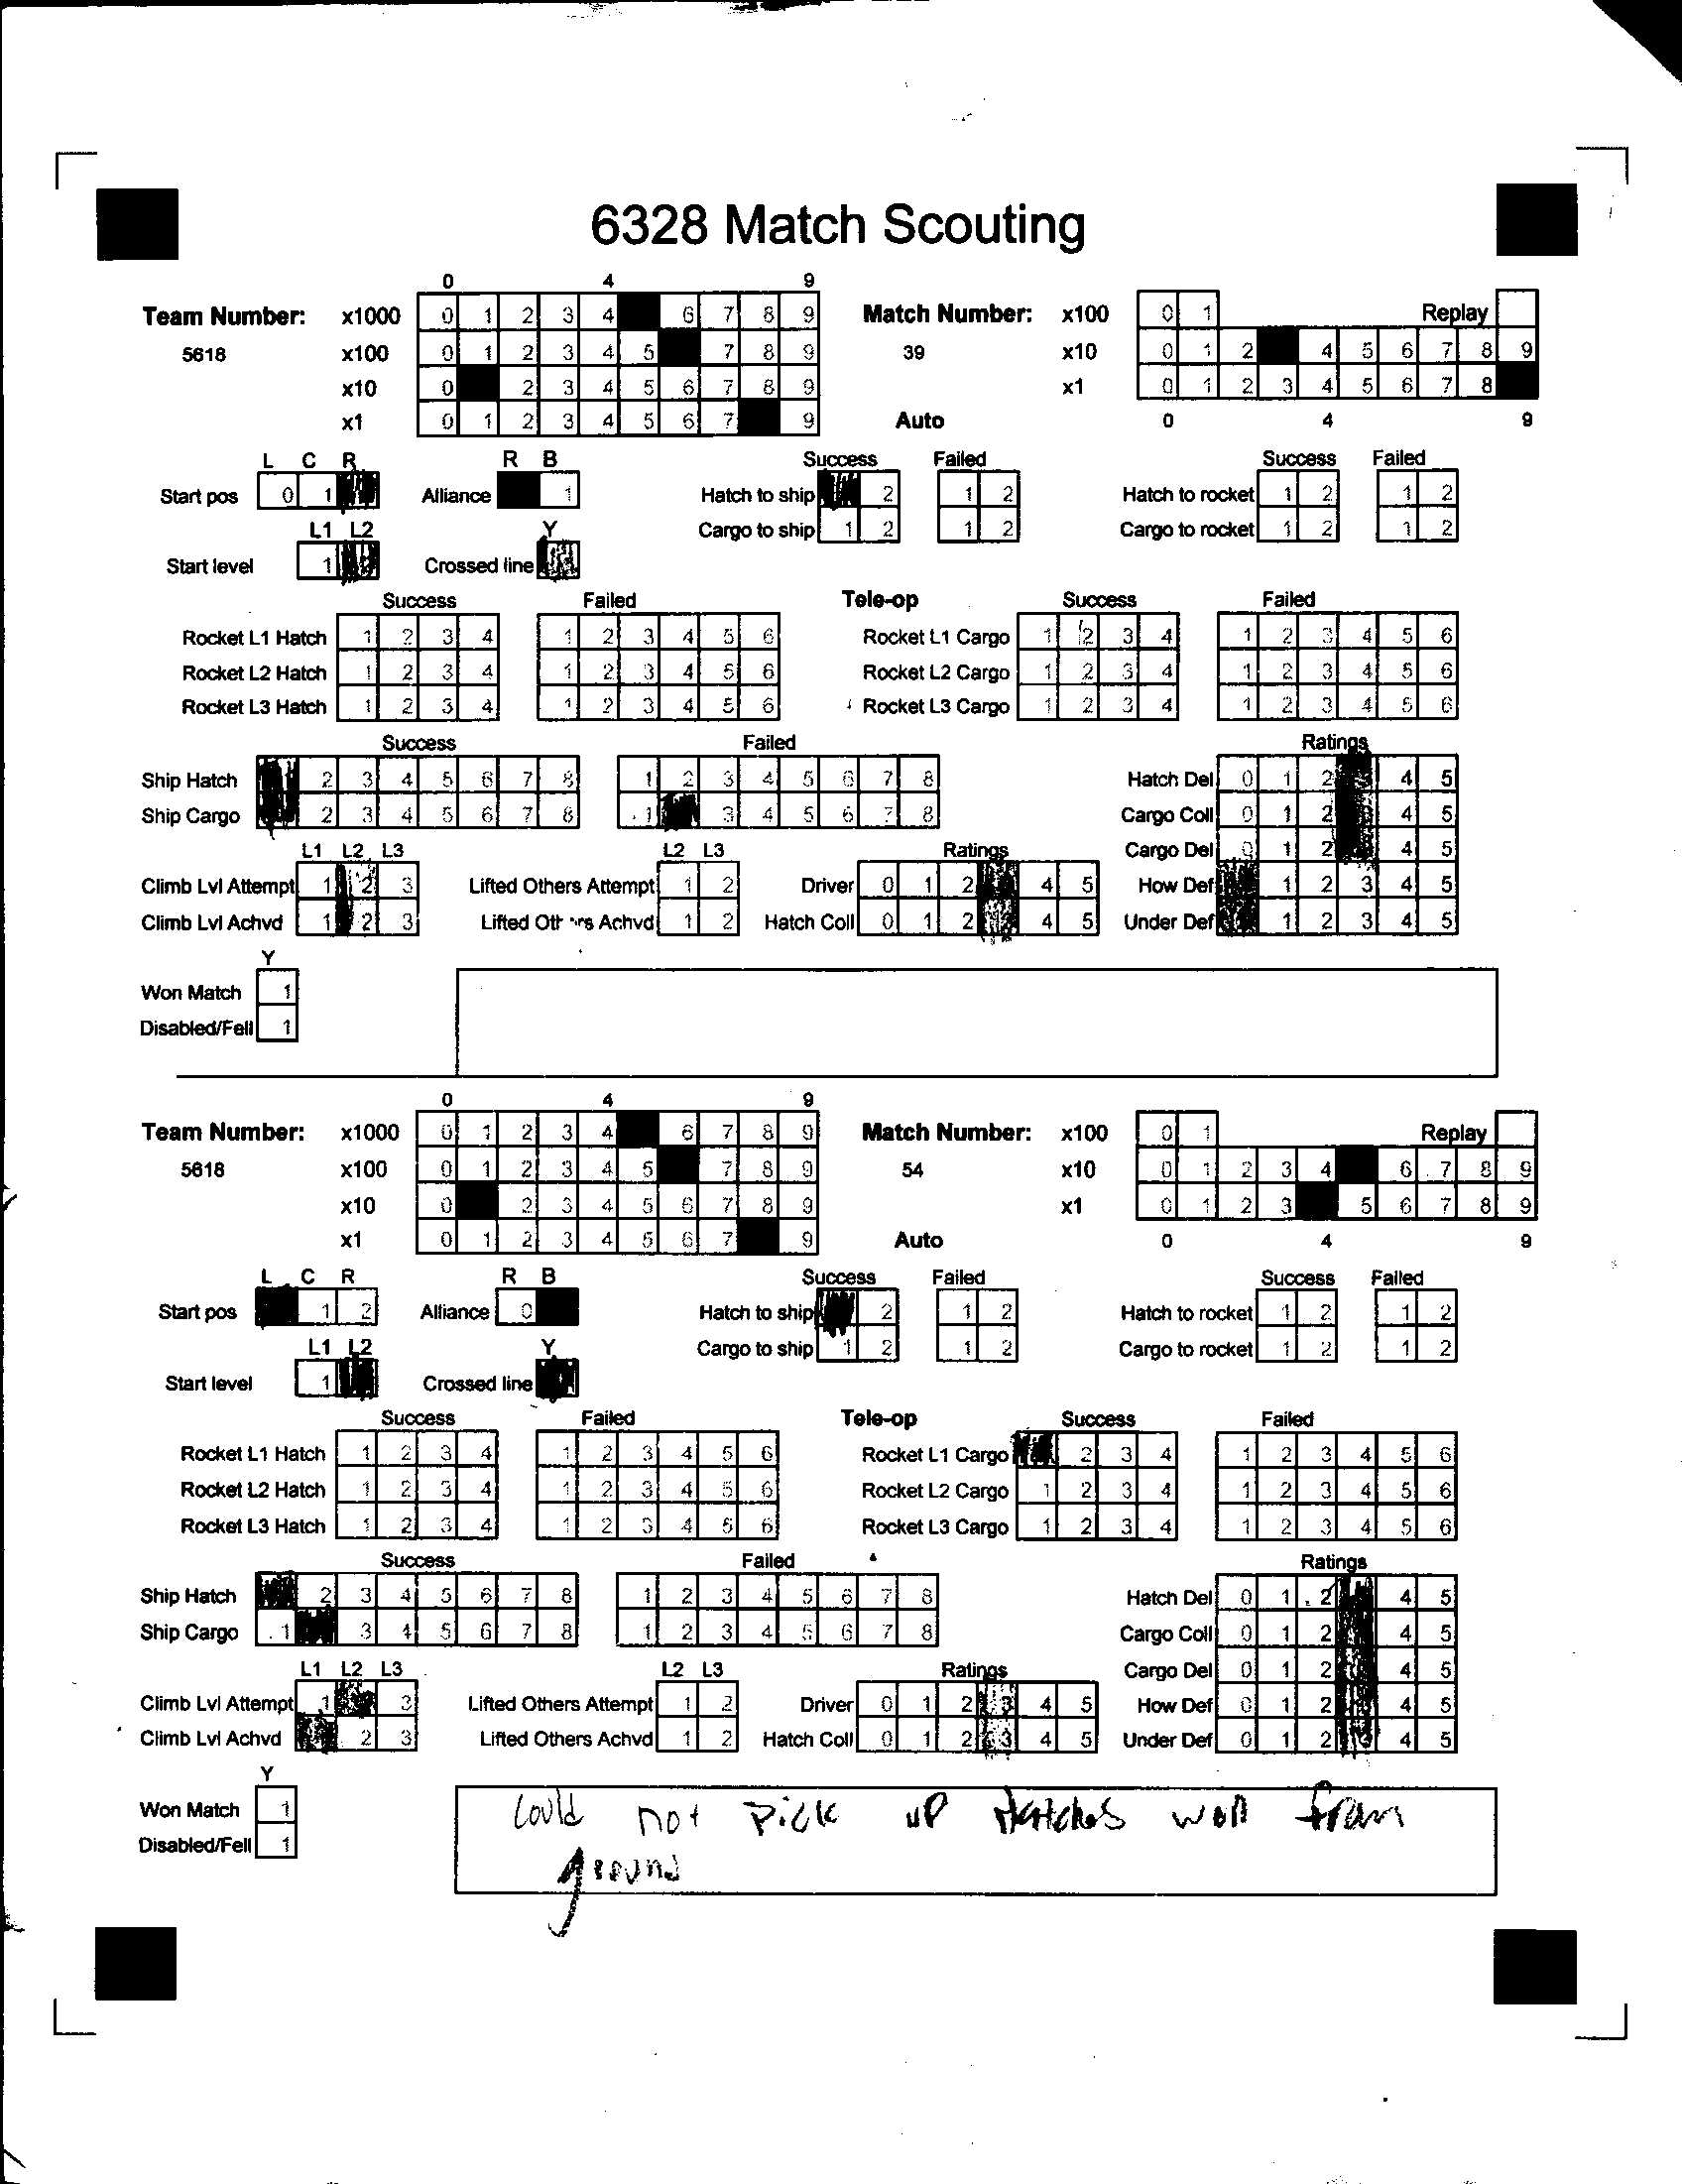 6328 Match Scouting
0 4 9
Team Number: x1000 0 1 2 3 4 6 7 8 9 Match Number: x100 0 1 Replay
5618 x100 0 1 2 3 4 5 7 8 9 39 x10 0 1 2 4 5 6 7 8 9
x10 0 2 3 4 5 6 7 8 9 x1 0 1 2 3 4 5 6 7 8
x1 0 1 2 3 4 5 6 7 9 Auto 0 4 9
L C R R B Success Failed Success Failed
Start pos 0 1 Alliance 1 Hatch to ship 2 1 2 Hatch to rocket 1 2 1 2
L1 L2 Y Cargo to ship 1 2 1 2 Cargo to rocket 1 2 1 2
Start level 1 Crossed line
Success Failed Tele-op Success Failed
Rocket L1 Hatch 1 2 3 4 1 2 3 4 5 6 Rocket L1 Cargo 1 2 3 4 1 2 3 4 5 6
Rocket L2 Hatch 1 2 3 4 1 2 3 4 5 6 Rocket L2 Cargo 1 2 3 4 1 2 3 4 5 6
Rocket L3 Hatch 1 2 3 4 1 2 3 4 5 6 Rocket L3 Cargo 1 2 3 4 1 2 3 4 5 6
Success Failed Ratings
Ship Hatch 2 3 4 5 6 7 8 1 2 3 4 5 6 7 8 Hatch Del 0 1 2 4 5
Ship Cargo 2 3 4 5 6 7 8 1 3 4 5 6 7 8 Cargo Coll 0 1 2 4 5
L1 L2 L3 L2 L3 Ratings Cargo Del 0 1 2 4 5
Climb Lvl Attempt 1 2 3 Lifted Others Attempt 1 2 Driver 0 1 2 4 5 How Def 1 2 3 4 5
Climb Lvl Achvd 1 2 3 Lifted Others Achvd 1 2 Hatch Coll 0 1 2 3 4 5 Under Def 1 2 3 4 5
Y
Won Match 1
Disabled/Fell 1
0 4 9
Team Number: x1000 0 1 2 3 4 6 7 8 9 Match Number: x100 0 1 Replay
5618 x100 0 1 2 3 4 5 7 8 9 54 x10 0 1 2 3 4 6 7 8 9
x10 0 2 3 4 5 6 7 8 9 x1 0 1 2 3 5 6 7 8 9
x1 0 1 2 3 4 5 6 7 9 Auto 0 4 9
L C R R B Success Failed Success Failed
Start pos 1 2 Alliance 0 Hatch to ship 2 1 2 Hatch to rocket 1 2 1 2
L1 L2 Y Cargo to ship 1 2 1 2 Cargo to rocket 1 2 1 2
Start level 1 Crossed line
Success Failed Tele-op Success Failed
Rocket L1 Hatch 1 2 3 4 1 2 3 4 5 6 Rocket L1 Cargo 2 3 4 1 2 3 4 5 6
Rocket L2 Hatch 1 2 3 4 1 2 3 4 5 6 Rocket L2 Cargo 1 2 3 4 1 2 3 4 5 6
Rocket L3 Hatch 1 2 3 4 1 2 3 4 5 6 Rocket L3 Cargo 1 2 3 4 1 2 3 4 5 6
Success Failed Ratings
Ship Hatch 2 3 4 5 6 7 8 1 2 3 4 5 6 7 8 Hatch Del 0 1 2 4 5
Ship Cargo 1 3 4 5 6 7 8 1 2 3 4 5 6 7 8 Cargo Coll 0 1 2 4 5
L1 L2 L3 L2 L3 Ratings Cargo Del 0 1 2 4 5
Climb Lvl Attempt 1 3 Lifted Others Attempt 1 2 Driver 0 1 2 3 4 5 How Def 0 1 2 4 5
Climb Lvl Achvd 2 3 Lifted Others Achvd 1 2 Hatch Coll 0 1 2 3 4 5 Under Def 0 1 2 4 5
Y
Won Match 1
Disabled/Fell 1
Could not pick up Hatches well from
ground